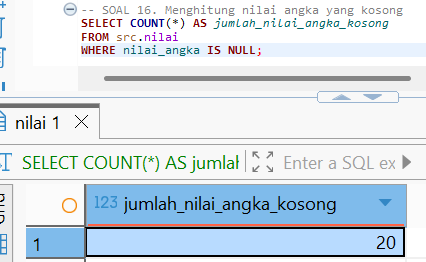 -- SOAL 16. Menghitung nilai angka yang kosong
SELECT COUNT(*) AS jumlah_nilai_angka_kosong
FROM src.nilai
WHERE nilai_angka IS NULL;
nilai 1
SELECT COUNT(*) AS jumlal
Enter a SQL ex
123 jumlah_nilai_angka_kosong
1
20